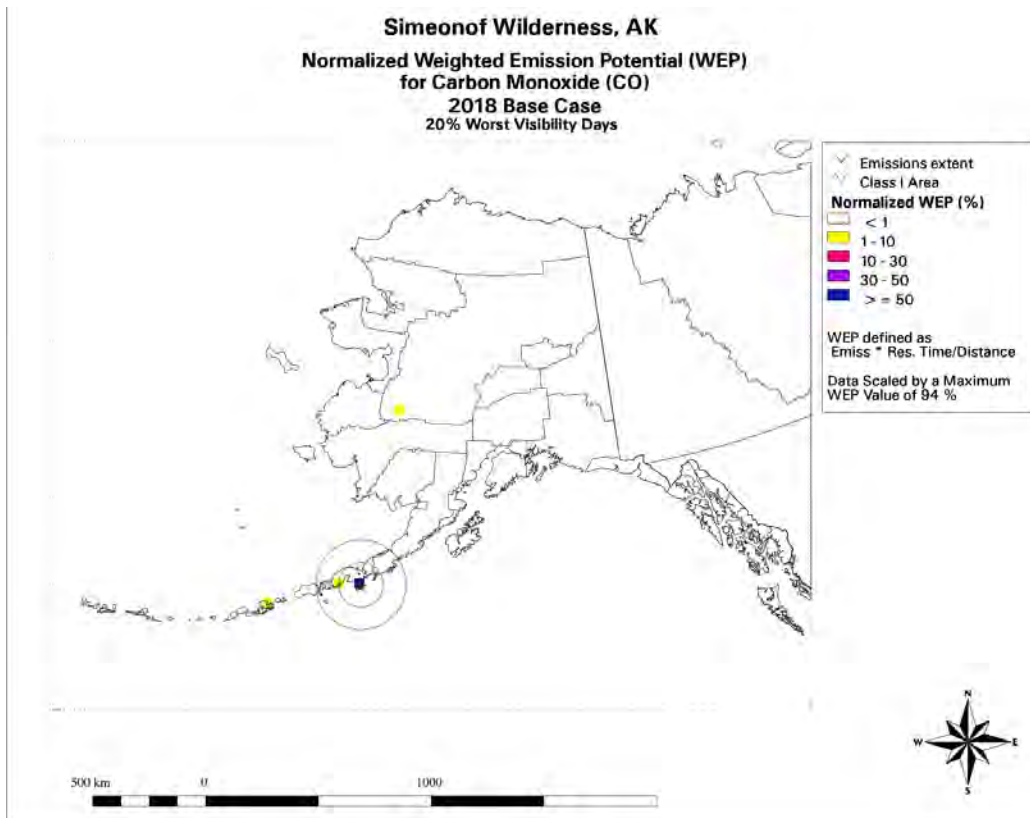 Simeonof Wilderness, AK
Normalized Weighted Emission Potential (WEP)
for Carbon Monoxide (CO)
2018 Base Case
20% Worst Visibility Days
Emissions extent
Class I Area
Normalized WEP (%)
< 1
1 - 10
10 - 30
30 - 50
> = 50
WEP defined as
Emiss * Res. Time/Distance
Data Scaled by a Maximum
WEP Value of 94 %
N
W E
S
500 km 0 1000